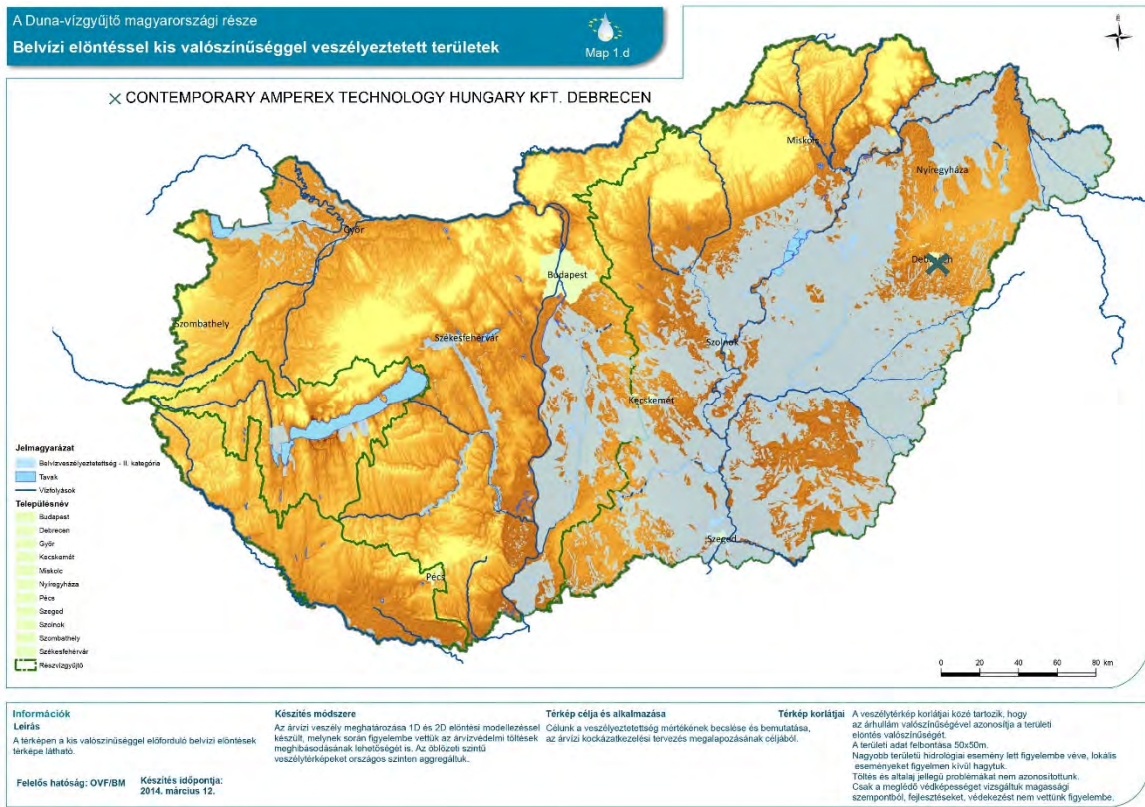 A Duna-vízgyűjtő magyarországi része
Belvízi elöntéssel kis valószínűséggel veszélyeztetett területek
Map 1.d
É
CONTEMPORARY AMPEREX TECHNOLOGY HUNGARY KFT. DEBRECEN
Miskolc
Nyíregyháza
Győr
Debrecen
Budapest
Szombathely
Székesfehérvár
Szolnok
Kecskemét
Szeged
Pécs
Jelmagyarázat
Belvízveszélyeztetettség - II. kategória
Tavak
Vízfolyások
Településnév
Budapest
Debrecen
Győr
Kecskemét
Miskolc
Nyíregyháza
Pécs
Szeged
Szolnok
Szombathely
Székesfehérvár
Részvízgyűjtő
0 20 40 60 80 km
Információk
Leírás
A térképen a kis valószínűséggel előforduló belvízi elöntések
térképe látható.
Felelős hatóság: OVF/BM
Készítés időpontja:
2014. március 12.
Készítés módszere
Az árvízi veszély meghatározása 1D és 2D elöntési modellezéssel
készült, melynek során figyelembe vettük az árvízvédelmi töltések
meghibásodásának lehetőségét is. Az öblözeti szintű
veszélytérképeket országos szinten aggregáltuk.
Térkép célja és alkalmazása
Célunk a veszélyeztetettség mértékének becslése és bemutatása,
az árvízi kockázatkezelési tervezés megalapozásának céljából.
Térkép korlátjai
A veszélytérkép korlátjai közé tartozik, hogy
az árhullám valószínűségével azonosítja a területi
elöntés valószínűségét.
A területi adat felbontása 50x50m.
Nagyobb területű hidrológiai esemény lett figyelembe véve, lokális
eseményeket figyelmen kívül hagytuk.
Töltés és altalaj jellegű problémákat nem azonosítottunk.
Csak a meglévő védképességet vizsgáltuk magassági
szempontból, fejlesztéseket, védekezést nem vettünk figyelembe.